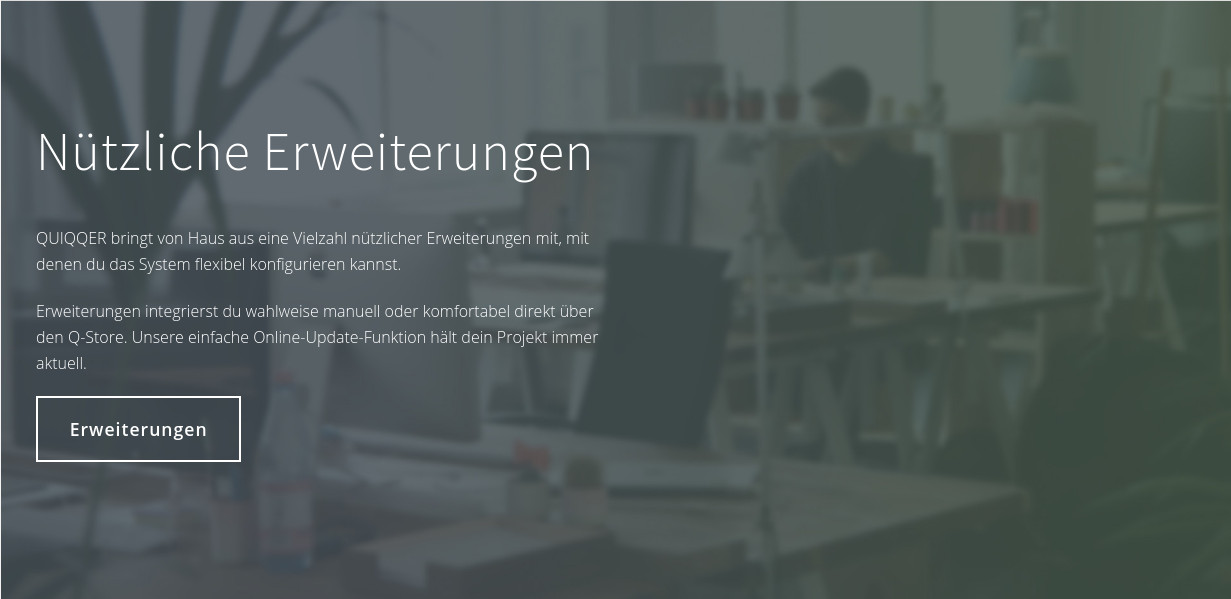 Nützliche Erweiterungen
QUIQQER bringt von Haus aus eine Vielzahl nützlicher Erweiterungen mit, mit
denen du das System flexibel konfigurieren kannst.
Erweiterungen integrierst du wahlweise manuell oder komfortabel direkt über
den Q-Store. Unsere einfache Online-Update-Funktion hält dein Projekt immer
aktuell.
Erweiterungen